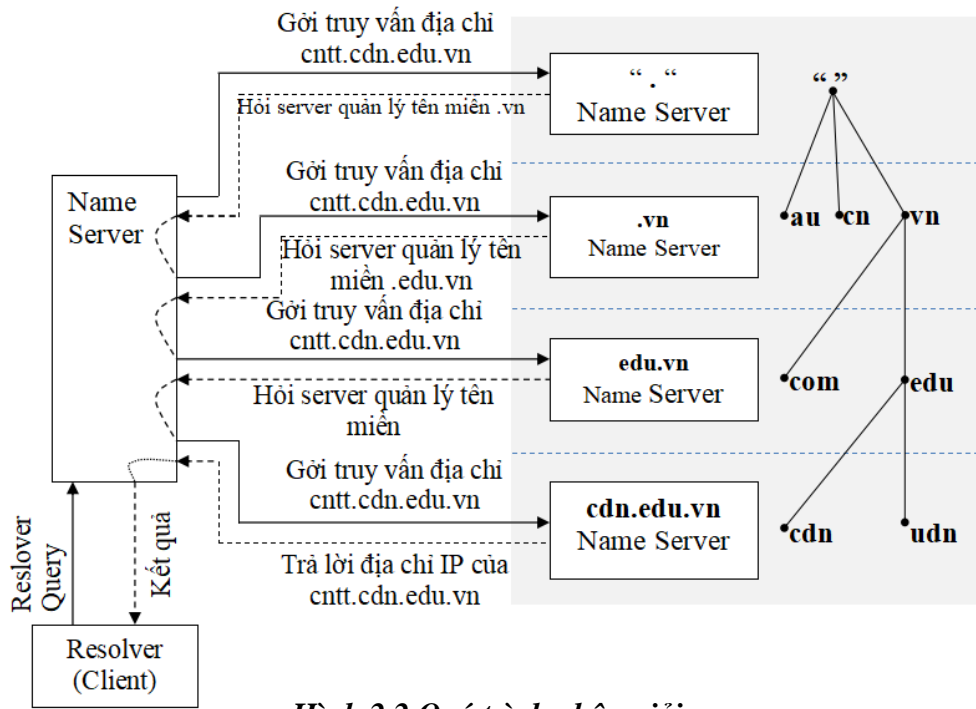 Gởi truy vấn địa chỉ
cntt.cdn.edu.vn
Hỏi server quản lý tên miền .vn
“ . “
Name Server
“ ”
Gởi truy vấn địa chỉ
cntt.cdn.edu.vn
Name
Server
.vn
Name Server
au
cn
vn
Hỏi server quản lý tên
miền .edu.vn
Gởi truy vấn địa chỉ
cntt.cdn.edu.vn
edu.vn
Name Server
com
edu
Hỏi server quản lý tên
miền
Gởi truy vấn địa chỉ
cntt.cdn.edu.vn
cdn.edu.vn
Name Server
cdn
udn
Trả lời địa chỉ IP của
cntt.cdn.edu.vn
Reslover
Query
Kết quả
Resolver
(Client)